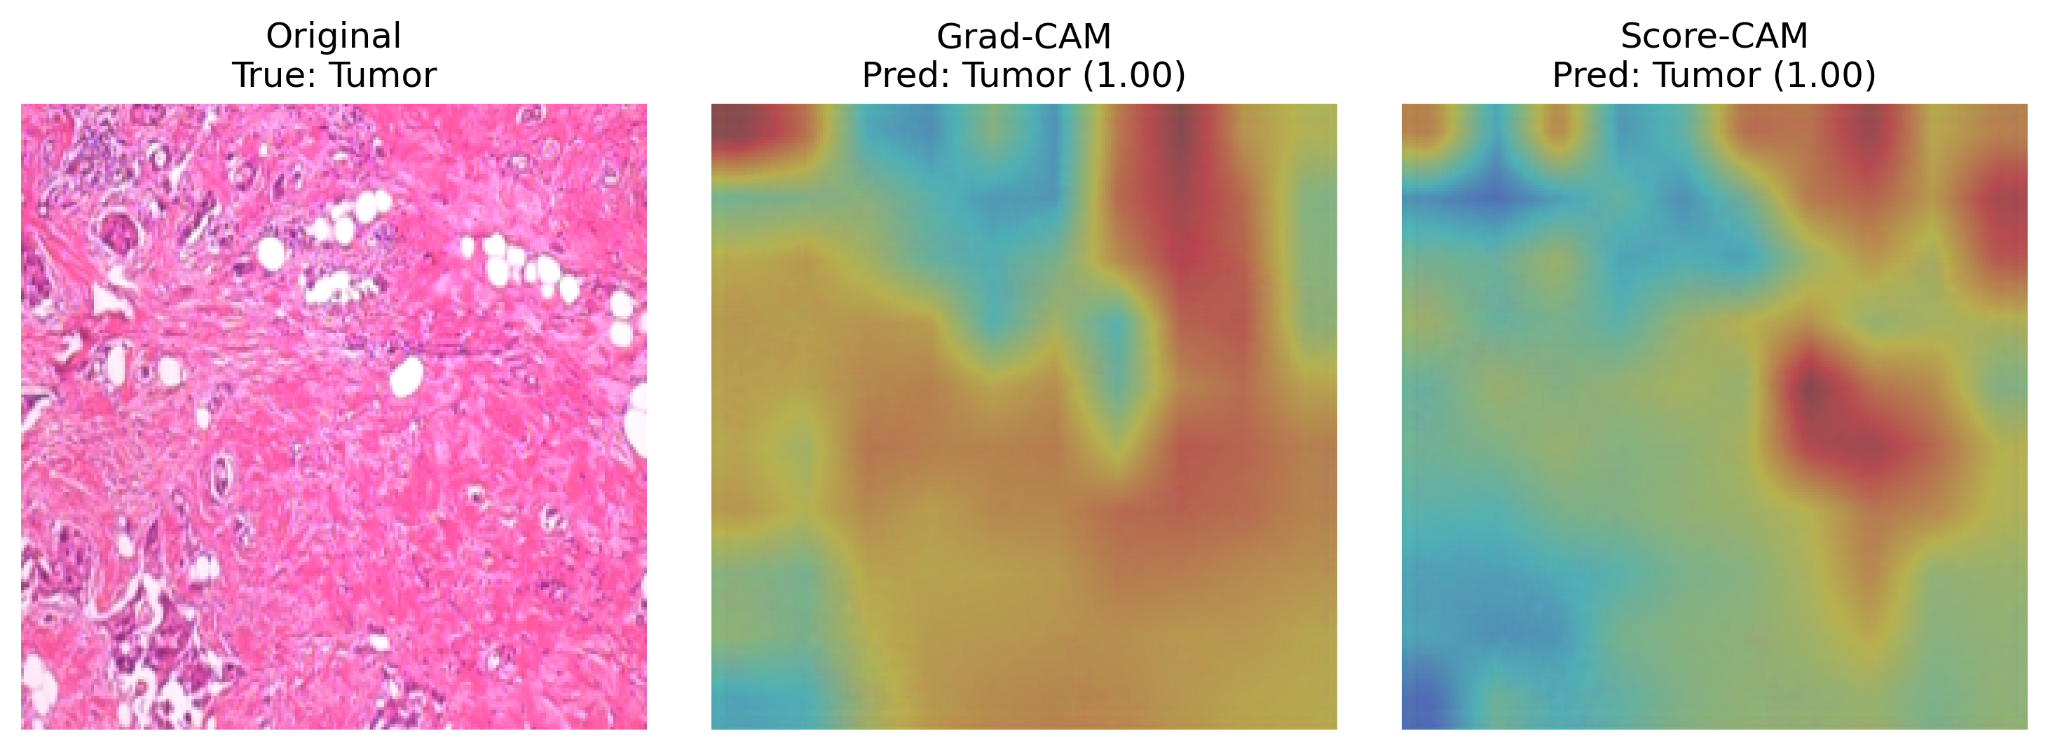 Original
True: Tumor
Grad-CAM
Pred: Tumor (1.00)
Score-CAM
Pred: Tumor (1.00)